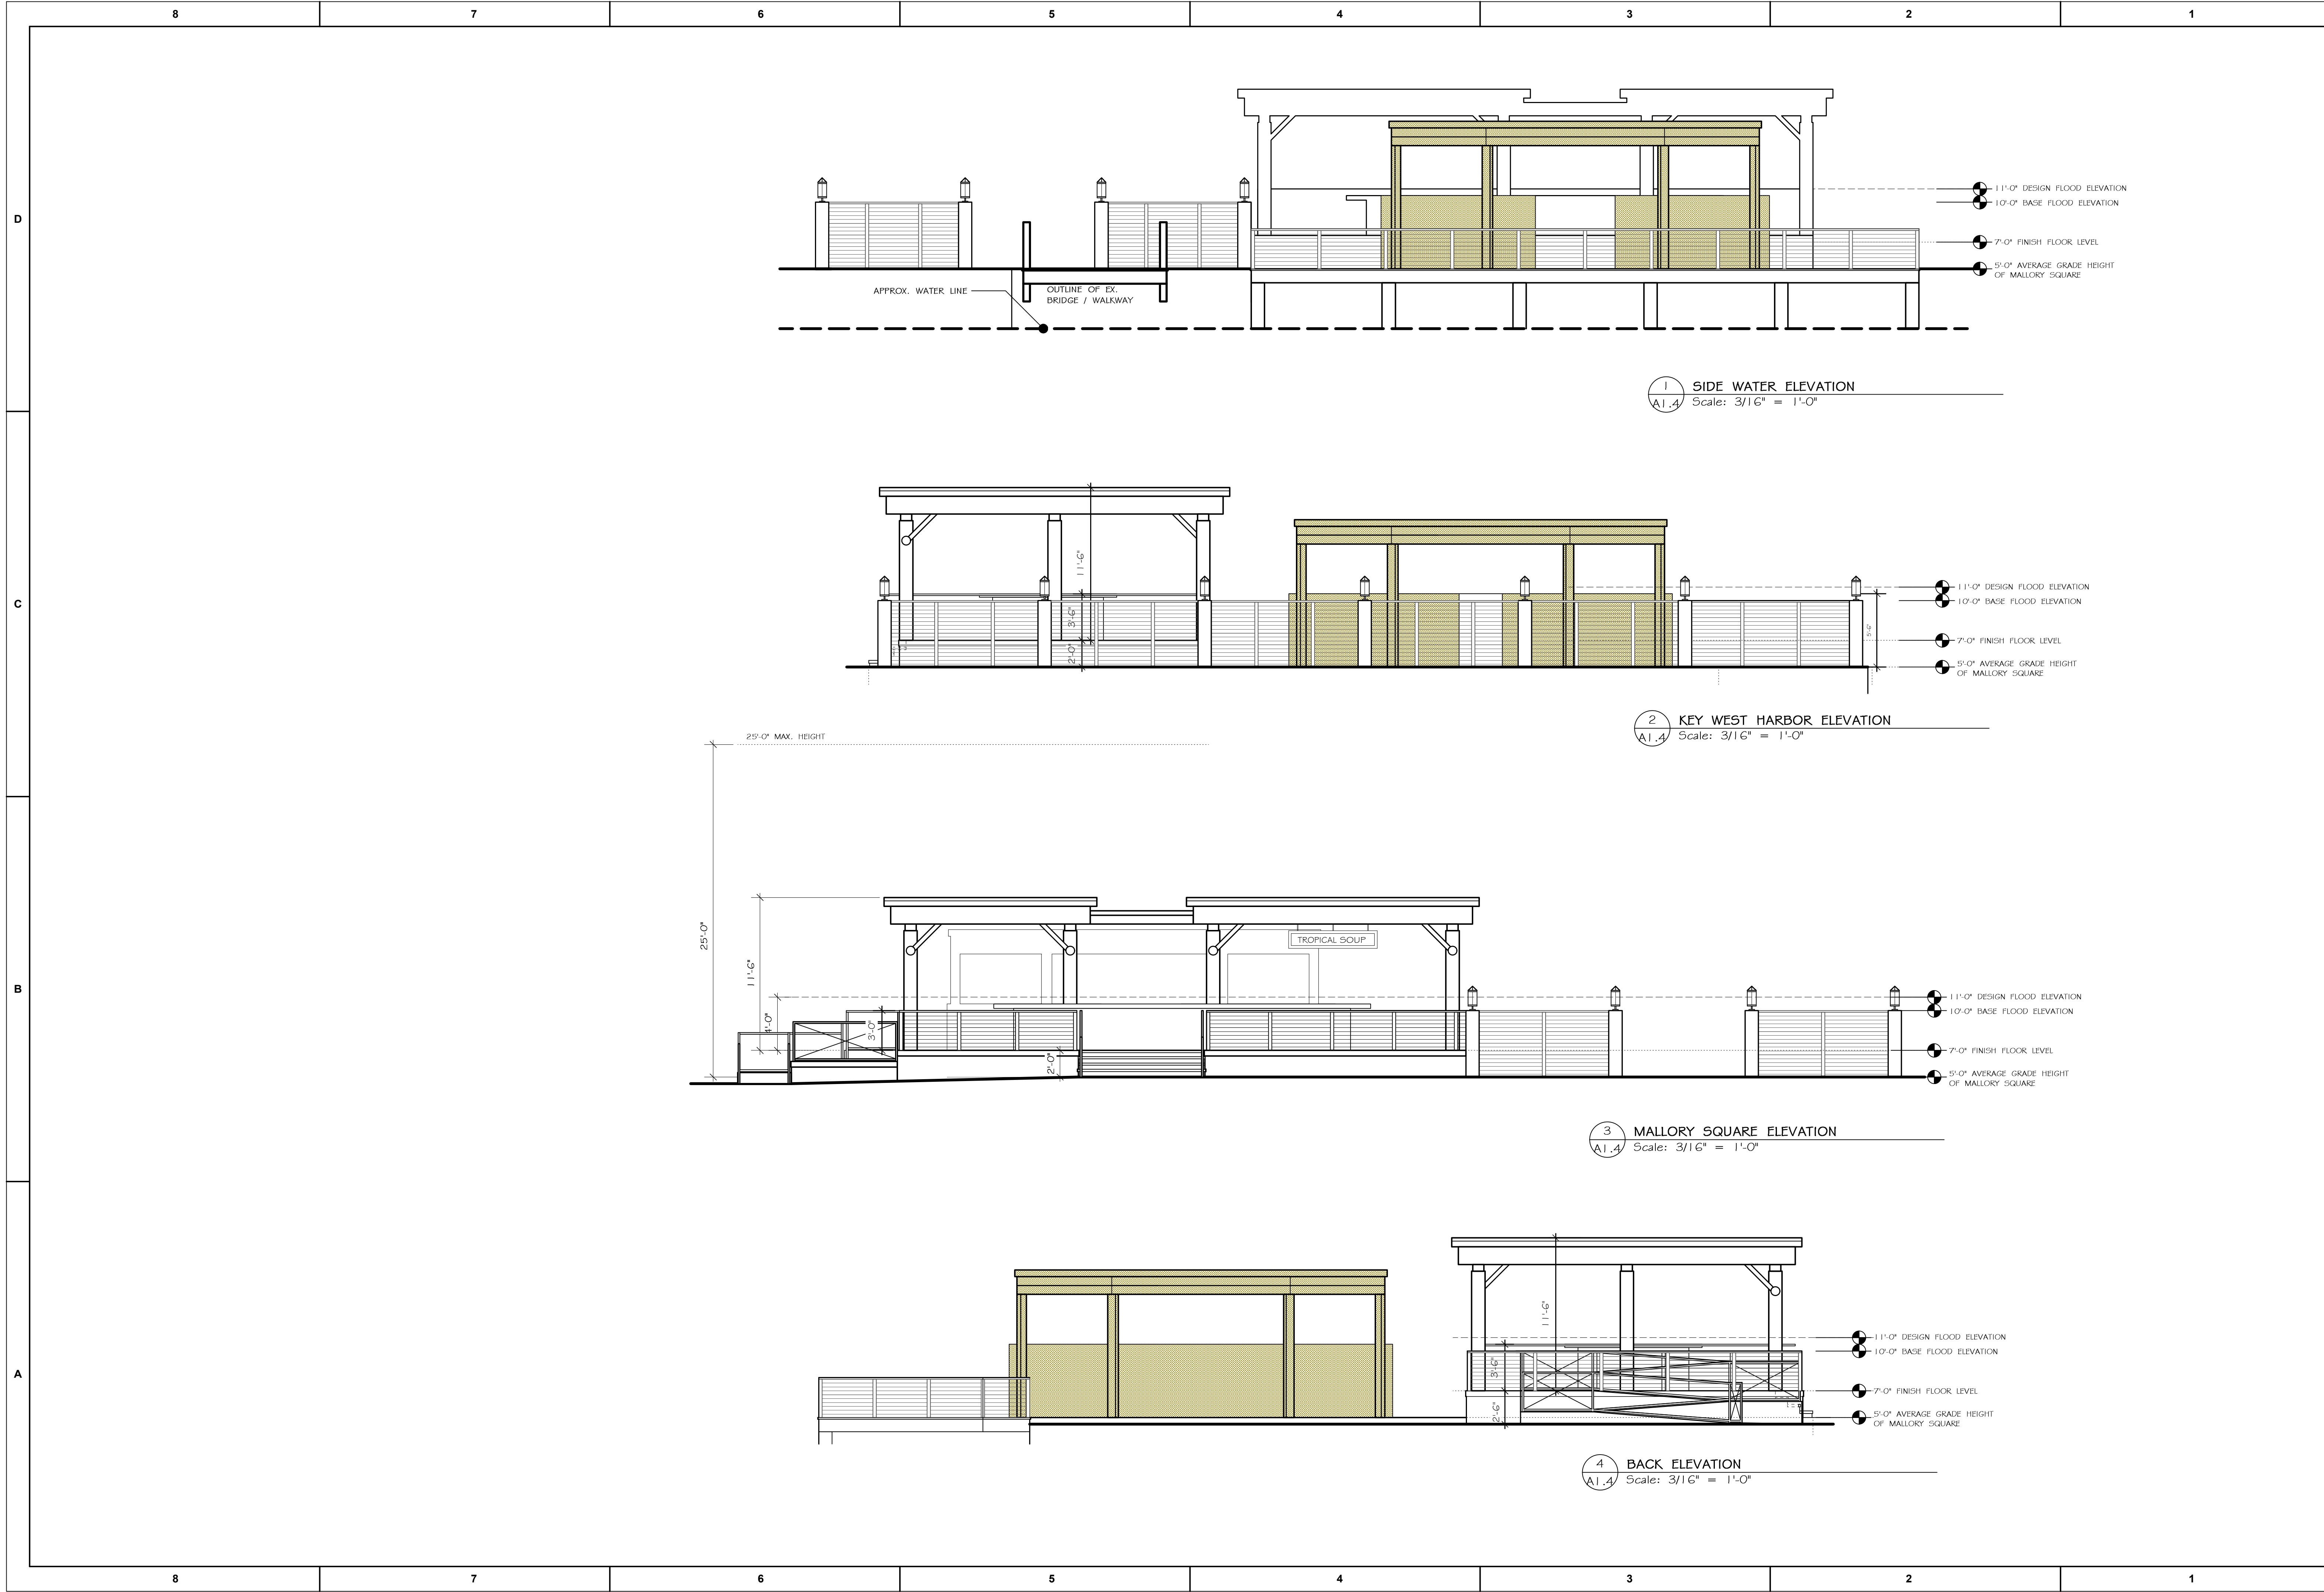 8 7 6 5 4 3 2 1
D
11'-0" DESIGN FLOOD ELEVATION
10'-0" BASE FLOOD ELEVATION
7'-0" FINISH FLOOR LEVEL
5'-0" AVERAGE GRADE HEIGHT
OF MALLORY SQUARE
APPROX. WATER LINE
OUTLINE OF EX.
BRIDGE / WALKWAY
1
A1.4
SIDE WATER ELEVATION
Scale: 3/16" = 1'-0"
C
11'-6"
3'-6"
2'-0"
5'-6"
11'-0" DESIGN FLOOD ELEVATION
10'-0" BASE FLOOD ELEVATION
7'-0" FINISH FLOOR LEVEL
5'-0" AVERAGE GRADE HEIGHT
OF MALLORY SQUARE
2
A1.4
KEY WEST HARBOR ELEVATION
Scale: 3/16" = 1'-0"
25'-0" MAX. HEIGHT
B
25'-0"
11'-6"
4'-0"
3'-0"
2'-0"
TROPICAL SOUP
11'-0" DESIGN FLOOD ELEVATION
10'-0" BASE FLOOD ELEVATION
7'-0" FINISH FLOOR LEVEL
5'-0" AVERAGE GRADE HEIGHT
OF MALLORY SQUARE
3
A1.4
MALLORY SQUARE ELEVATION
Scale: 3/16" = 1'-0"
A
11'-6"
3'-6"
2'-6"
11'-0" DESIGN FLOOD ELEVATION
10'-0" BASE FLOOD ELEVATION
7'-0" FINISH FLOOR LEVEL
5'-0" AVERAGE GRADE HEIGHT
OF MALLORY SQUARE
4
A1.4
BACK ELEVATION
Scale: 3/16" = 1'-0"
8 7 6 5 4 3 2 1